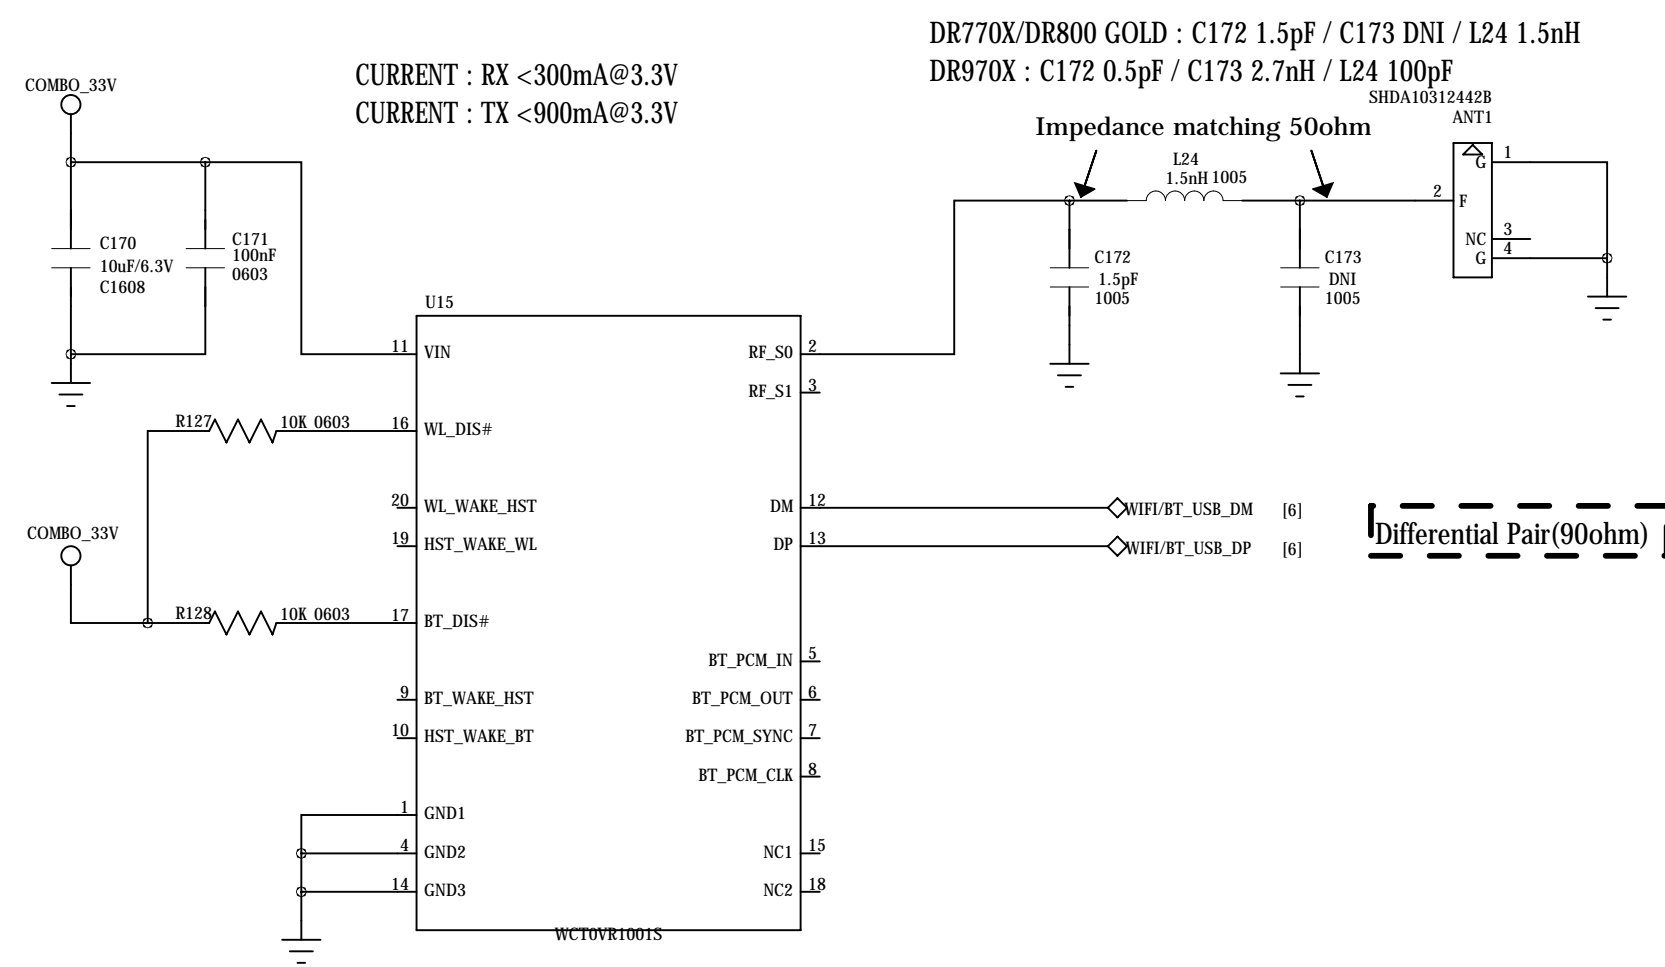 DR770X/DR800 GOLD : C172 1.5pF / C173 DNI / L24 1.5nH
DR970X : C172 0.5pF / C173 2.7nH / L24 100pF
CURRENT : RX <300mA@3.3V
CURRENT : TX <900mA@3.3V
COMBO_33V
SHDA10312442B
ANT1
Impedance matching 50ohm
L24
1.5nH 1005
1
G
2
F
NC
3
G
4
C170
10uF/6.3V
C1608
C171
100nF
0603
C172
1.5pF
1005
C173
DNI
1005
U15
11 VIN
RF_S0 2
RF_S1 3
R127 10K 0603 16 WL_DIS#
20 WL_WAKE_HST
DM 12 WIFI/BT_USB_DM [6]
Differential Pair(90ohm)
COMBO_33V
19 HST_WAKE_WL
DP 13 WIFI/BT_USB_DP [6]
R128 10K 0603 17 BT_DIS#
BT_PCM_IN 5
9 BT_WAKE_HST
BT_PCM_OUT 6
10 HST_WAKE_BT
BT_PCM_SYNC 7
BT_PCM_CLK 8
1 GND1
4 GND2
NC1 15
14 GND3
NC2 18
WCT0VR1001S